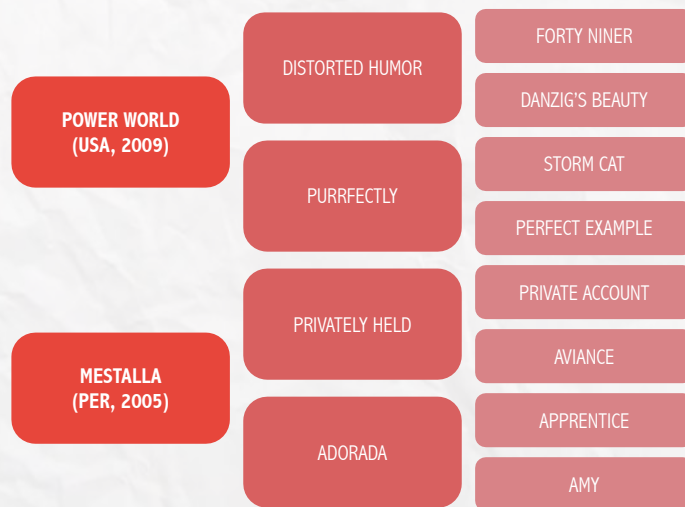 POWER WORLD
(USA, 2009)
DISTORTED HUMOR
FORTY NINER
DANZIG'S BEAUTY
PURRFECTLY
STORM CAT
PERFECT EXAMPLE
MESTALLA
(PER, 2005)
PRIVATELY HELD
PRIVATE ACCOUNT
AVIANCE
ADORADA
APPRENTICE
AMY